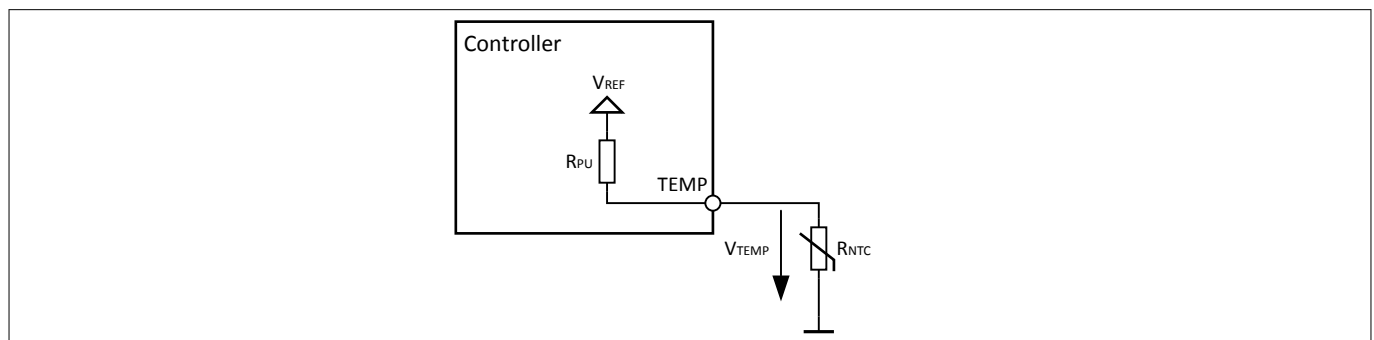 Controller
VREF
RPU
TEMP
VTEMP
RNTC